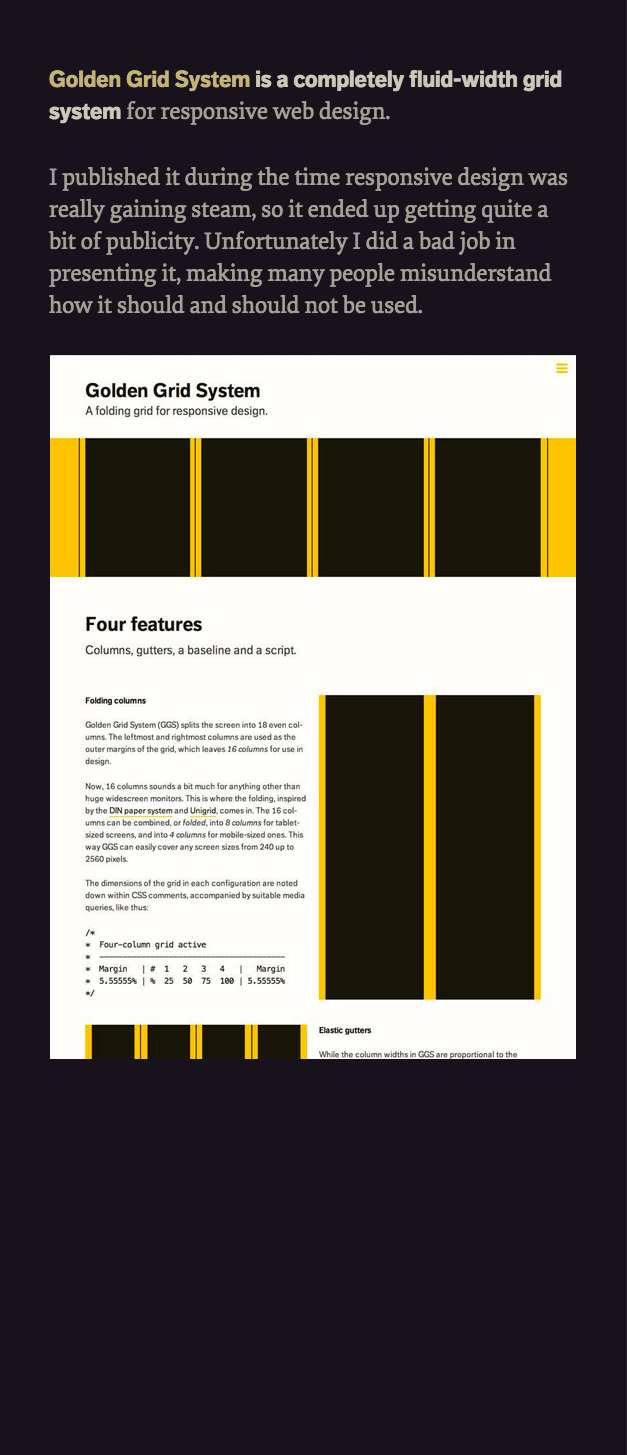 Golden Grid System is a completely fluid-width grid
system for responsive web design.
I published it during the time responsive design was
really gaining steam, so it ended up getting quite a
bit of publicity. Unfortunately I did a bad job in
presenting it, making many people misunderstand
how it should and should not be used.
Golden Grid System
A folding grid for responsive design.
Four features
Columns, gutters, a baseline and a script.
Folding columns
Golden Grid System (GGS) splits the screen into 18 even col-
umns. The leftmost and rightmost columns are used as the
outer margins of the grid, which leaves 16 columns for use in
design.
Now, 16 columns sounds a bit much for anything other than
huge widescreen monitors. This is where the folding, inspired
by the DIN paper system and Unigrid, comes in. The 16 col-
umns can be combined, or folded, into 8 columns for tablet-
sized screens, and into 4 columns for mobile-sized ones. This
way GGS can easily cover any screen sizes from 240 up to
2560 pixels.
The dimensions of the grid in each configuration are noted
down within CSS comments, accompanied by suitable media
queries, like thus:
/*
* Four-column grid active
* ─────────────────────────────────────
* Margin | # 1 2 3 4 | Margin
* 5.55555% | % 25 50 75 100 | 5.55555%
*/
Elastic gutters
While the column widths in GGS are proportional to the